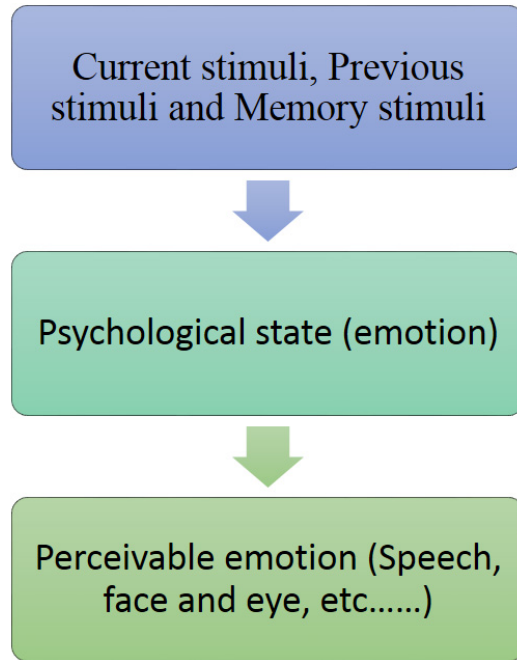 Current stimuli, Previous
stimuli and Memory stimuli
Psychological state (emotion)
Perceivable emotion (Speech,
face and eye, etc......)